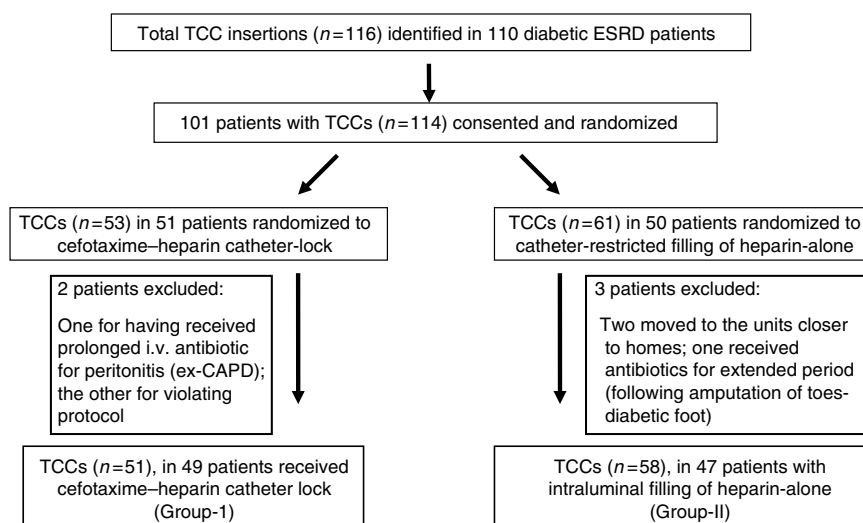 Total TCC insertions (n=116) identified in 110 diabetic ESRD patients
101 patients with TCCs (n=114) consented and randomized
TCCs (n=53) in 51 patients randomized to
cefotaxime–heparin catheter-lock
TCCs (n=61) in 50 patients randomized to
catheter-restricted filling of heparin-alone
2 patients excluded:
One for having received
prolonged i.v. antibiotic
for peritonitis (ex-CAPD);
the other for violating
protocol
3 patients excluded:
Two moved to the units closer
to homes; one received
antibiotics for extended period
(following amputation of toes-
diabetic foot)
TCCs (n=51), in 49 patients received
cefotaxime–heparin catheter lock
(Group-1)
TCCs (n=58), in 47 patients with
intraluminal filling of heparin-alone
(Group-II)